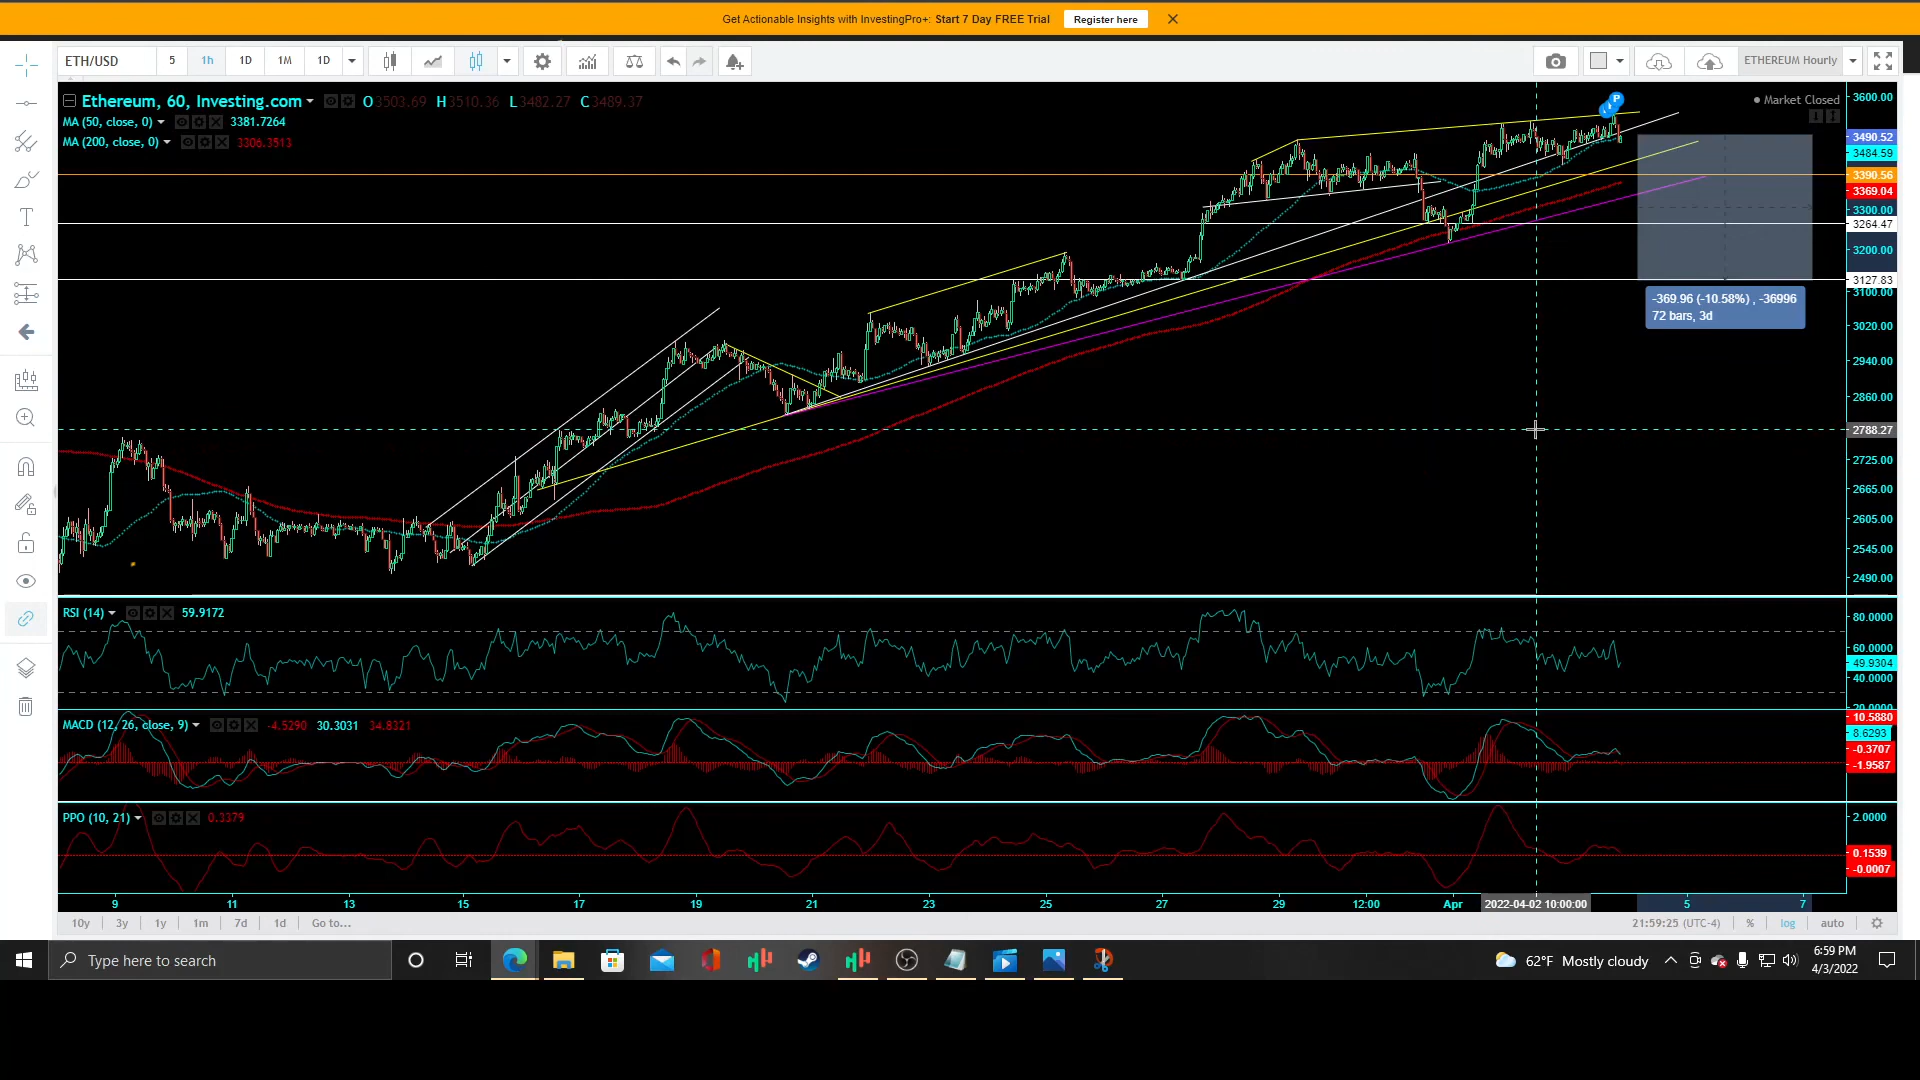 Get Actionable Insights with InvestingPro+: Start 7 Day FREE Trial Register here
ETH/USD 5 1h 1D 1M 1D ETHEREUM Hourly
Ethereum, 60, Investing.com O3503.69 H3510.36 L3482.27 C3489.37
Market Closed
MA (50, close, 0) 3381.7264
MA (200, close, 0) 3306.3513
P
3600.00
3490.52
3484.59
3390.56
3369.04
3300.00
3264.47
3200.00
3127.83
3100.00
-369.96 (-10.58%) , -36996
72 bars, 3d
3020.00
2940.00
2860.00
2788.27
2725.00
2665.00
2605.00
2545.00
2490.00
RSI (14) 59.9172
80.0000
60.0000
49.9304
40.0000
20.0000
MACD (12, 26, close, 9) -4.5290 30.3031 34.8321
10.5880
8.6293
-0.3707
-1.9587
PPO (10, 21) 0.3379
2.0000
0.1539
-0.0007
9 11 13 15 17 19 21 23 25 27 29 12:00 Apr 2022-04-02 10:00:00 5 7
10y 3y 1y 1m 7d 1d Go to... 21:59:25 (UTC-4) % log auto
Type here to search
62°F Mostly cloudy
6:59 PM
4/3/2022